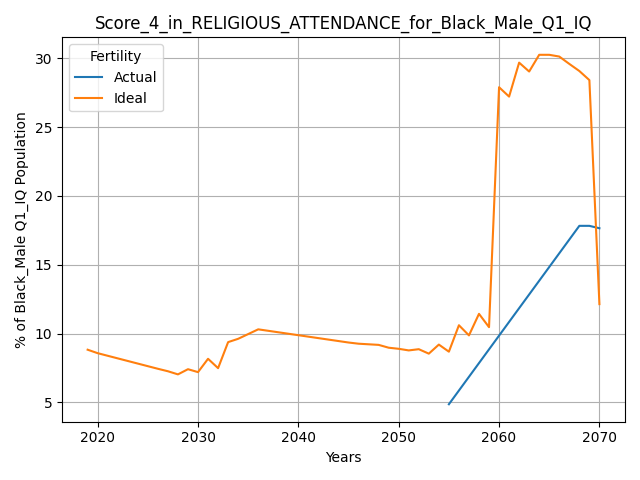 Score_4_in_RELIGIOUS_ATTENDANCE_for_Black_Male_Q1_IQ
Fertility
Actual
Ideal
% of Black_Male Q1_IQ Population
30
25
20
15
10
5
2020 2030 2040 2050 2060 2070
Years